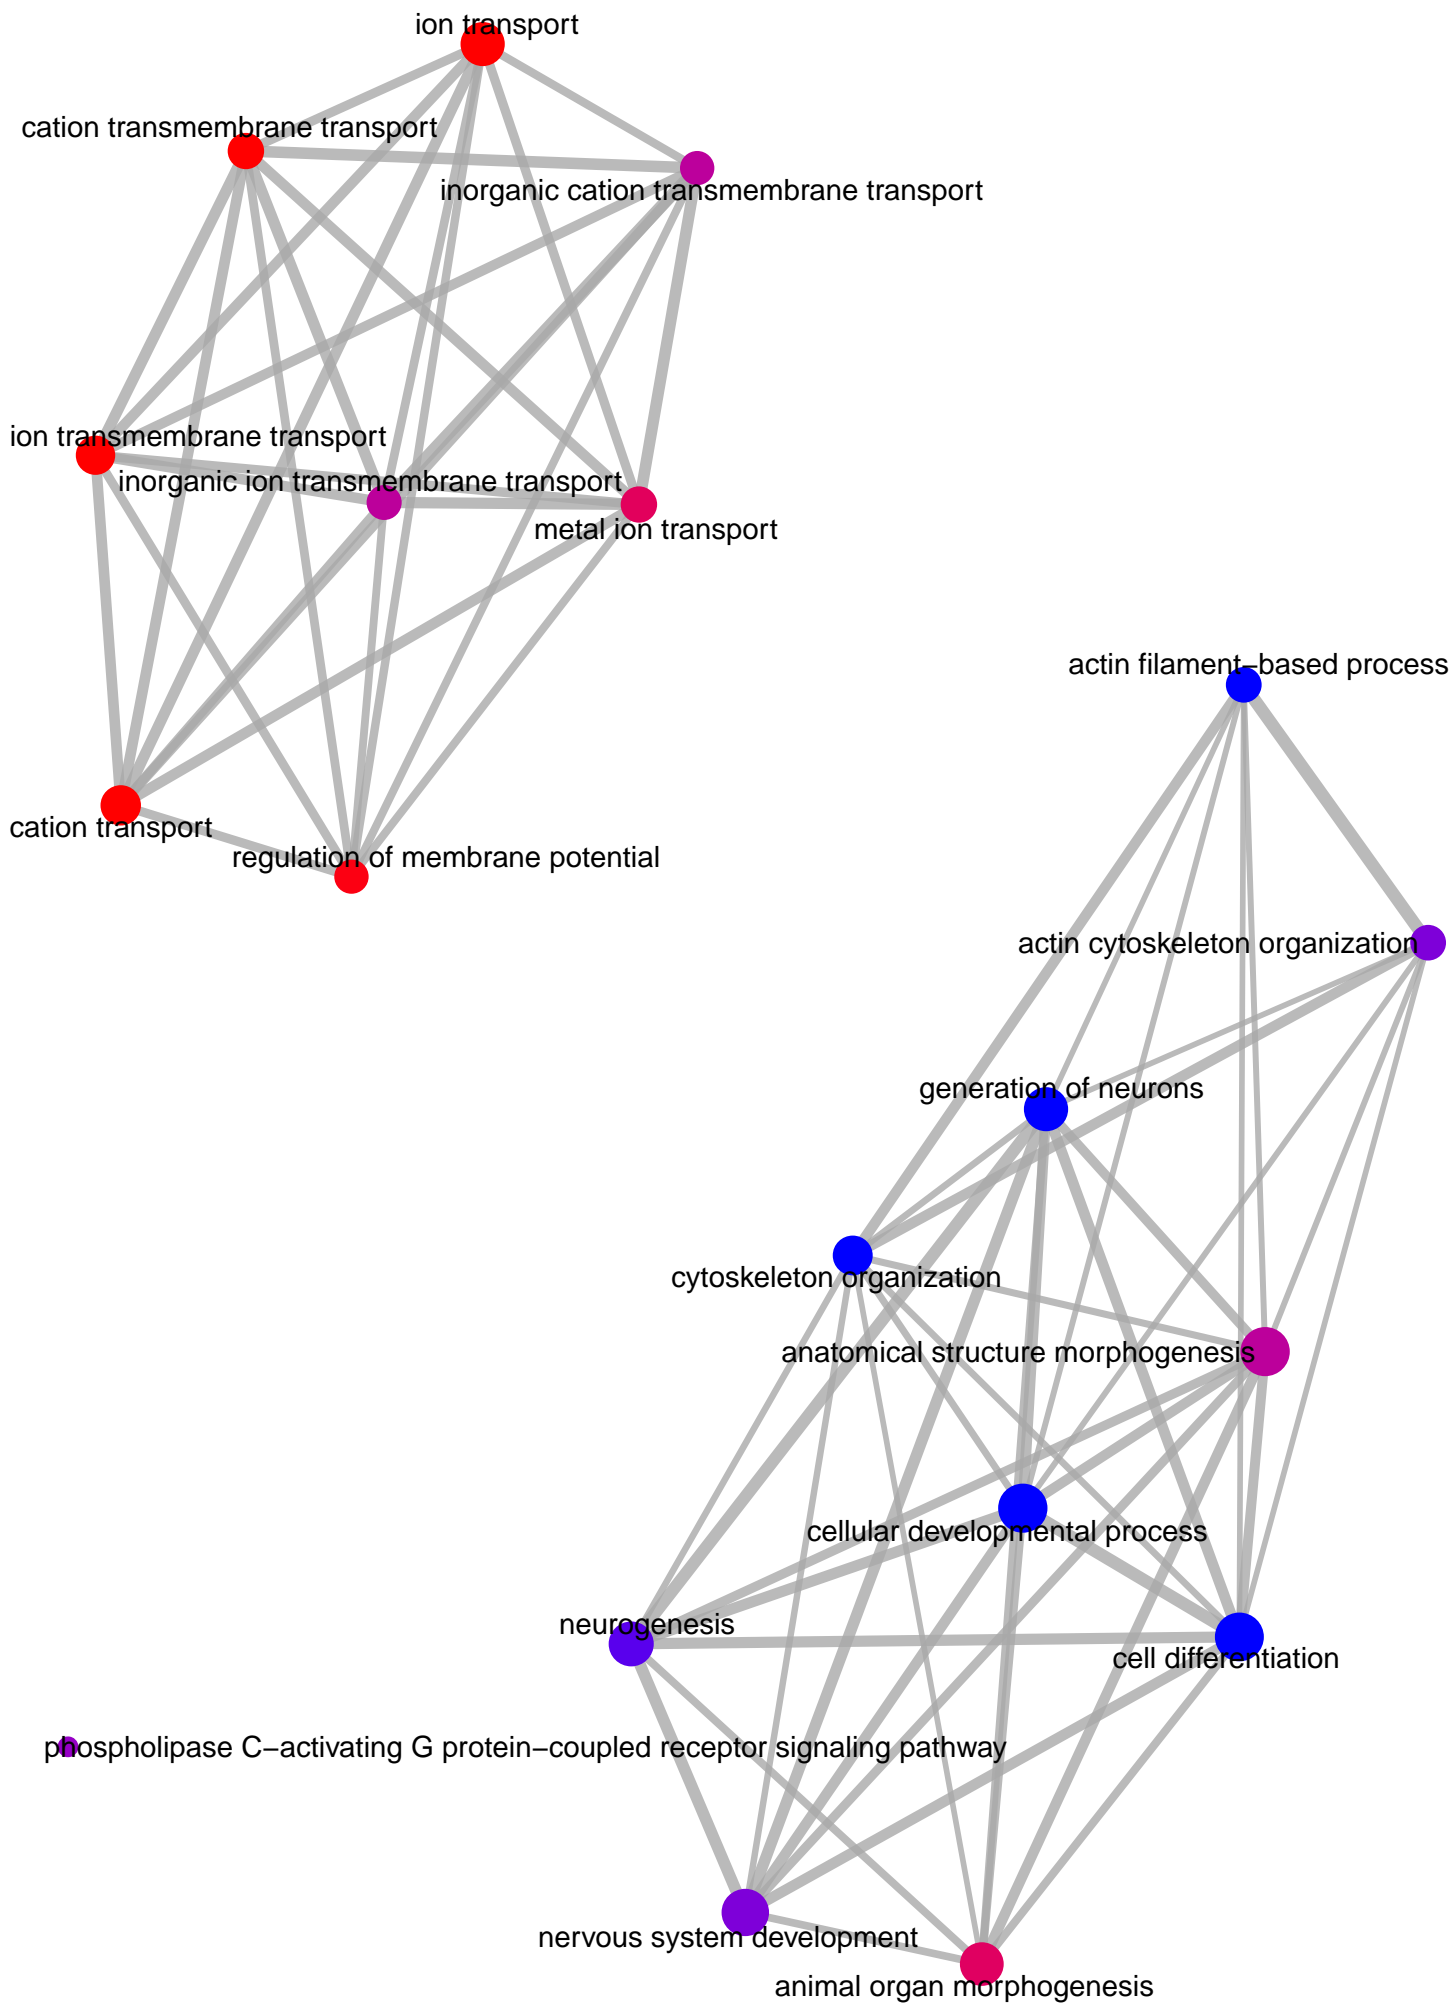 ion transport
cation transmembrane transport
inorganic cation transmembrane transport
ion transmembrane transport
inorganic ion transmembrane transport
metal ion transport
actin filament−based process
cation transport
regulation of membrane potential
actin cytoskeleton organization
generation of neurons
cytoskeleton organization
anatomical structure morphogenesis
cellular developmental process
neurogenesis
cell differentiation
phospholipase C−activating G protein−coupled receptor signaling pathway
nervous system development
animal organ morphogenesis